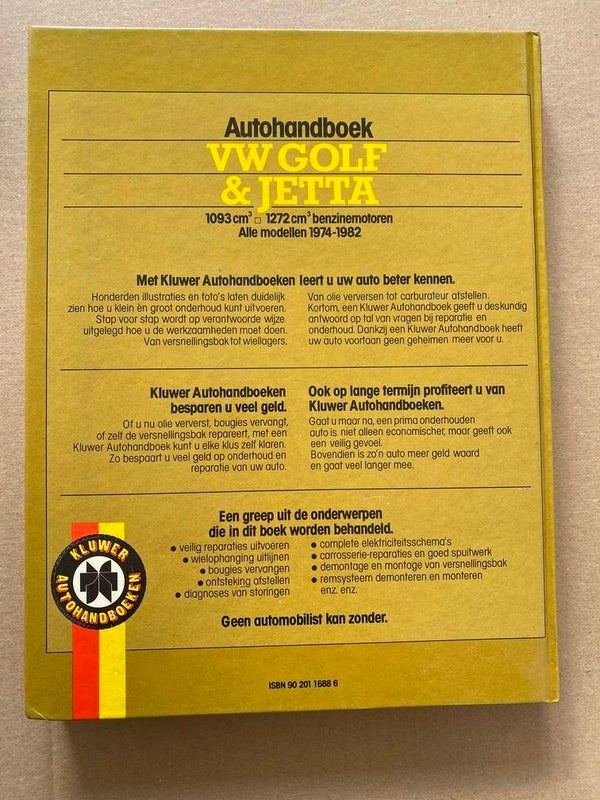 Autohandboek
VW GOLF
& JETTA
1093 cm³ □ 1272 cm³ benzinemotoren
Alle modellen 1974-1982
Met Kluwer Autohandboeken leert u uw auto beter kennen.
Honderden illustraties en foto's laten duidelijk
zien hoe u klein èn groot onderhoud kunt uitvoeren.
Stap voor stap wordt op verantwoorde wijze
uitgelegd hoe u de werkzaamheden moet doen.
Van versnellingsbak tot wiellagers.
Van olie verversen tot carburateur afstellen.
Kortom, een Kluwer Autohandboek geeft u deskundig
antwoord op tal van vragen bij reparatie en
onderhoud. Dankzij een Kluwer Autohandboek heeft
uw auto voortaan geen geheimen meer voor u.
Kluwer Autohandboeken
besparen u veel geld.
Of u nu olie ververst, bougies vervangt,
of zelf de versnellingsbak repareert, met een
Kluwer Autohandboek kunt u elke klus zelf klaren.
Zo bespaart u veel geld op onderhoud en
reparatie van uw auto.
Ook op lange termijn profiteert u van
Kluwer Autohandboeken.
Gaat u maar na, een prima onderhouden
auto is niet alleen economischer, maar geeft ook
een veilig gevoel.
Bovendien is zo'n auto meer geld waard
en gaat veel langer mee.
Een greep uit de onderwerpen
die in dit boek worden behandeld.
● veilig reparaties uitvoeren
● wielophanging uitlijnen
● bougies vervangen
● ontsteking afstellen
● diagnoses van storingen
● complete elektriciteitsschema's
● carrosserie-reparaties en goed spuitwerk
● demontage en montage van versnellingsbak
● remsysteem demonteren en monteren
enz. enz.
Geen automobilist kan zonder.
KLUWER
AUTOHANDBOEKEN
ISBN 90 201 1688 6